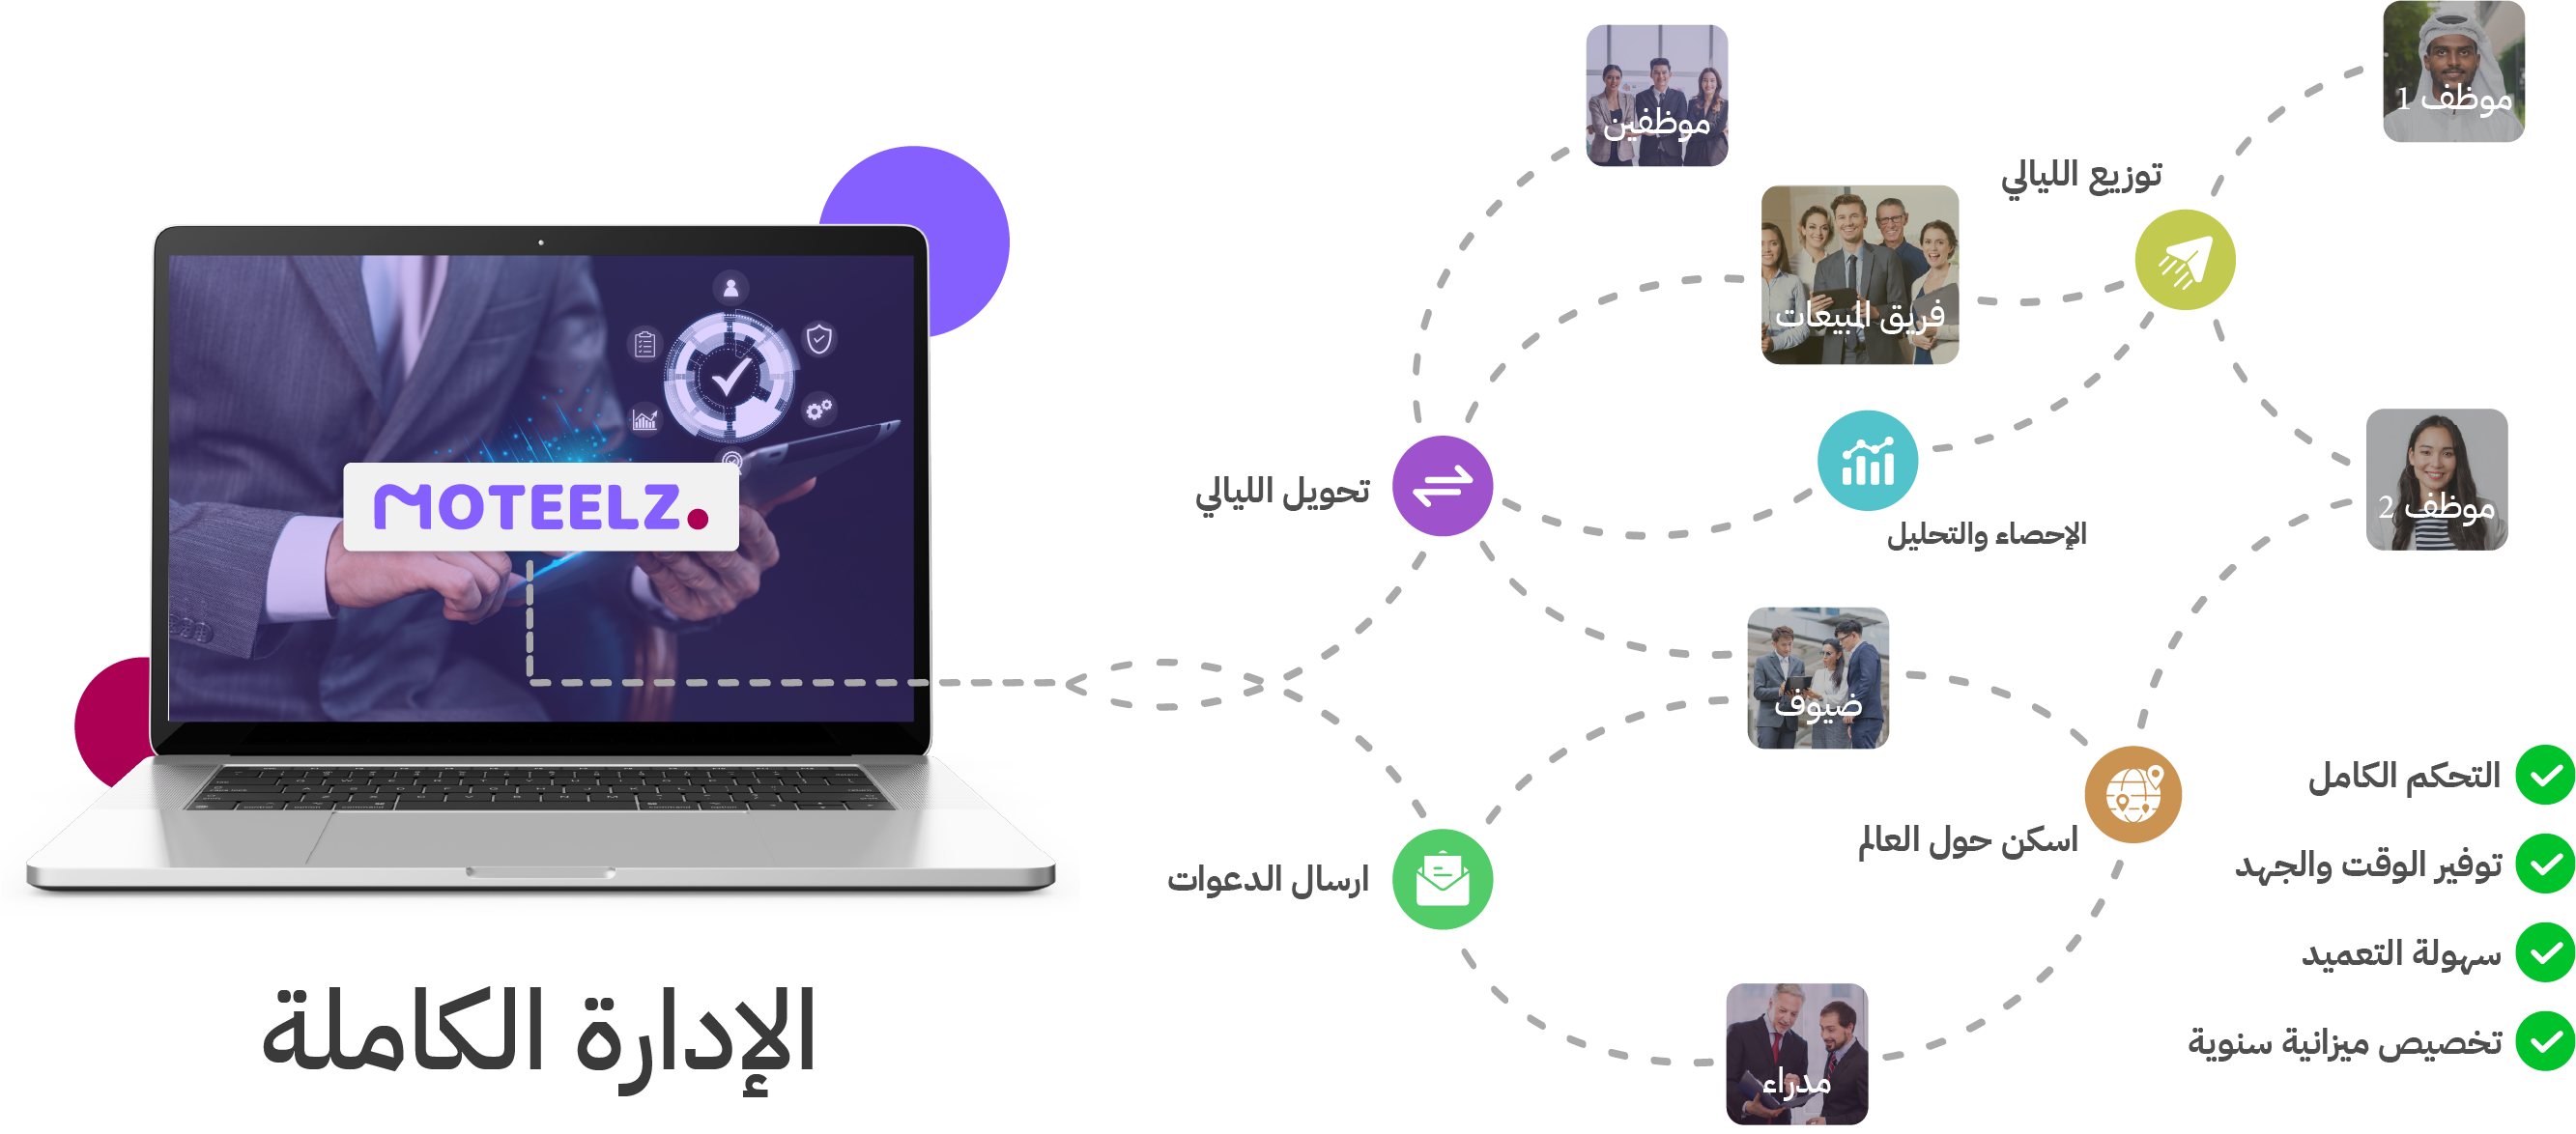 موظفين
موظف 1
توزيع الليالي
فريق المبيعات
MOTEELZ.
تحويل الليالي
الإحصاء والتحليل
موظف 2
ضيوف
التحكم الكامل
اسكن حول العالم
توفير الوقت والجهد
ارسال الدعوات
سهولة التعميد
الإدارة الكاملة
تخصيص ميزانية سنوية
مدراء